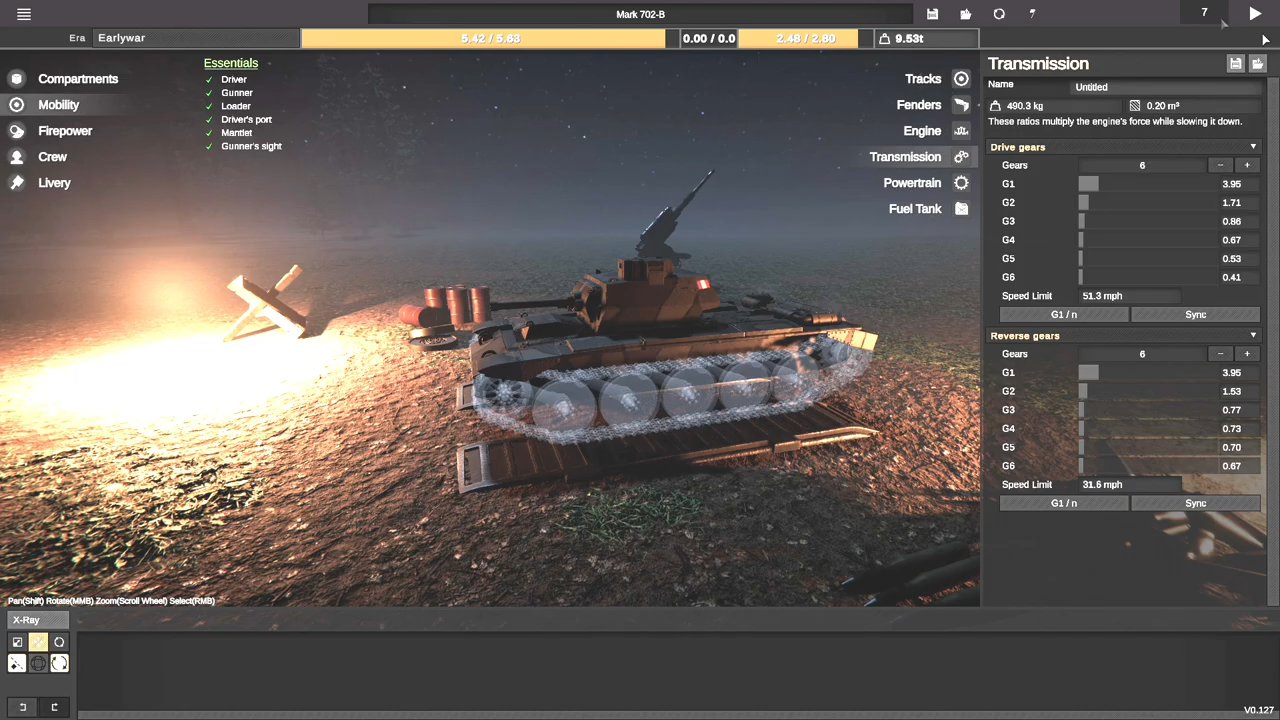 Mark 702-B
7
Era Earlywar 5.42 / 5.63 0.00 / 0.0 2.48 / 2.80 9.53t
Compartments
Mobility
Firepower
Crew
Livery
Essentials
✓ Driver
✓ Gunner
✓ Loader
✓ Driver's port
✓ Mantlet
✓ Gunner's sight
Tracks
Fenders
Engine
Transmission
Powertrain
Fuel Tank
Transmission
Name Untitled
490.3 kg 0.20 m³
These ratios multiply the engine's force while slowing it down.
Drive gears
Gears 6 − +
G1 3.95
G2 1.71
G3 0.86
G4 0.67
G5 0.53
G6 0.41
Speed Limit 51.3 mph
G1 / n Sync
Reverse gears
Gears 6 − +
G1 3.95
G2 1.53
G3 0.77
G4 0.73
G5 0.70
G6 0.67
Speed Limit 31.6 mph
G1 / n Sync
Pan(Shift) Rotate(MMB) Zoom(Scroll Wheel) Select(RMB)
X-Ray
V0.127